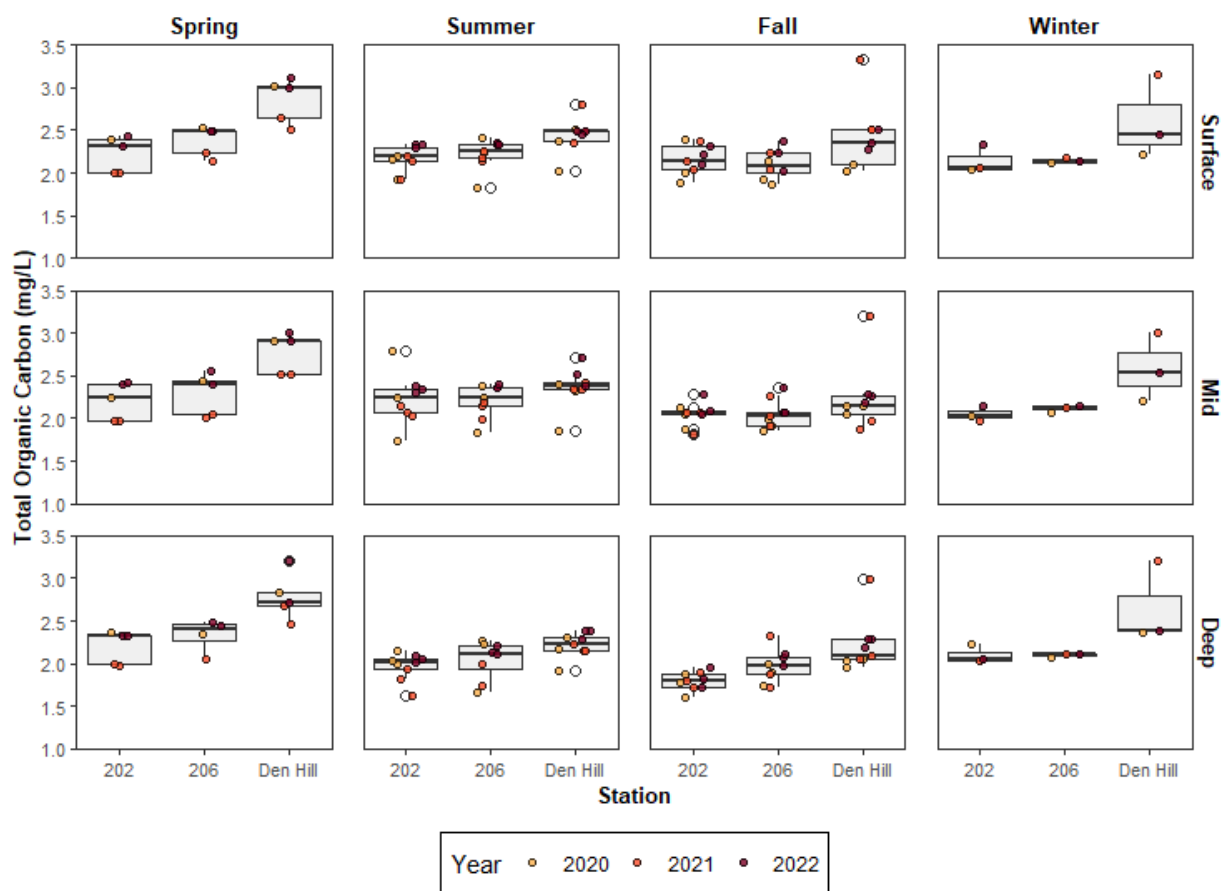 Spring Summer Fall Winter
3.5
3.0
2.5
2.0
1.5
1.0
Surface
3.5
3.0
2.5
2.0
1.5
1.0
Mid
3.5
3.0
2.5
2.0
1.5
1.0
Deep
Total Organic Carbon (mg/L)
202 206 Den Hill 202 206 Den Hill 202 206 Den Hill 202 206 Den Hill
Station
Year 2020 2021 2022